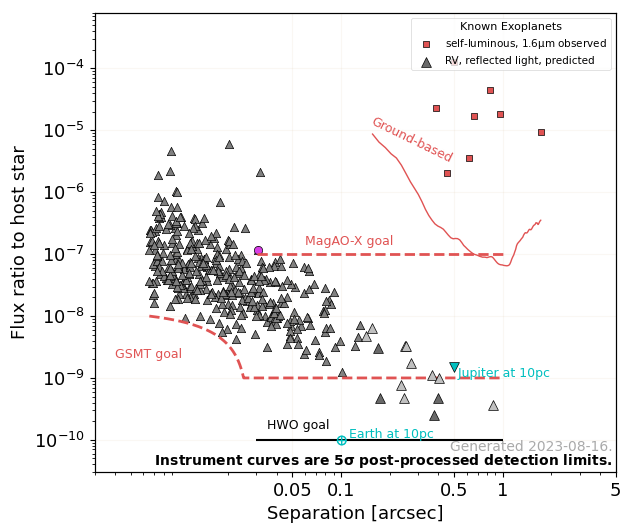 Known Exoplanets
self-luminous, 1.6μm observed
RV, reflected light, predicted
10⁻⁴
10⁻⁵
10⁻⁶
10⁻⁷
10⁻⁸
10⁻⁹
10⁻¹⁰
Flux ratio to host star
Ground-based
MagAO-X goal
GSMT goal
Jupiter at 10pc
HWO goal
Earth at 10pc
Generated 2023-08-16.
Instrument curves are 5σ post-processed detection limits.
0.05 0.1 0.5 1 5
Separation [arcsec]